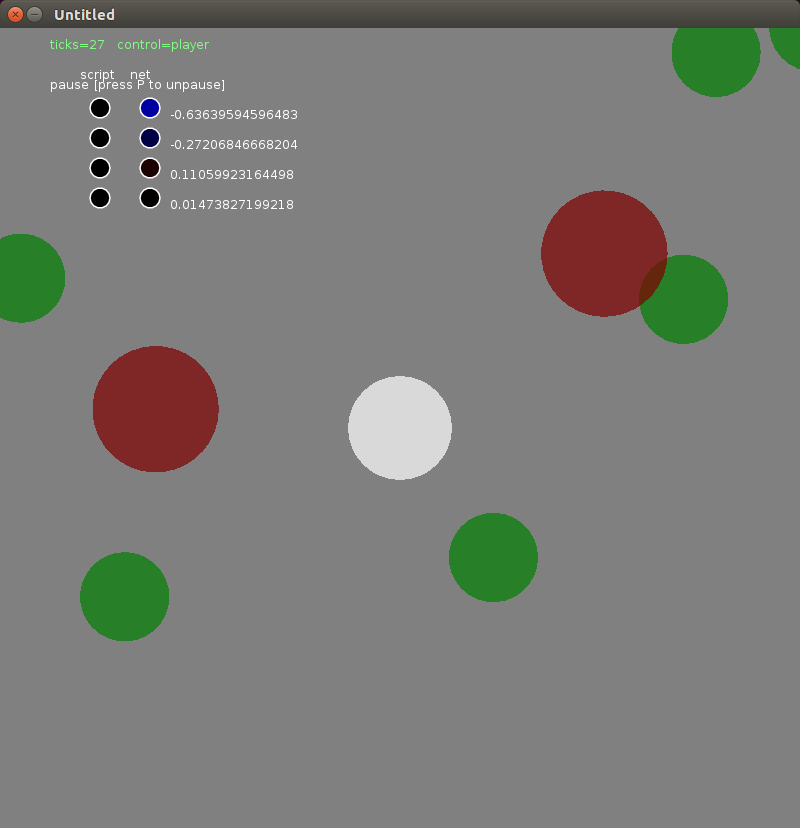 Untitled
ticks=27 control=player
script net
pause [press P to unpause]
-0.63639594596483
-0.27206846668204
0.11059923164498
0.01473827199218